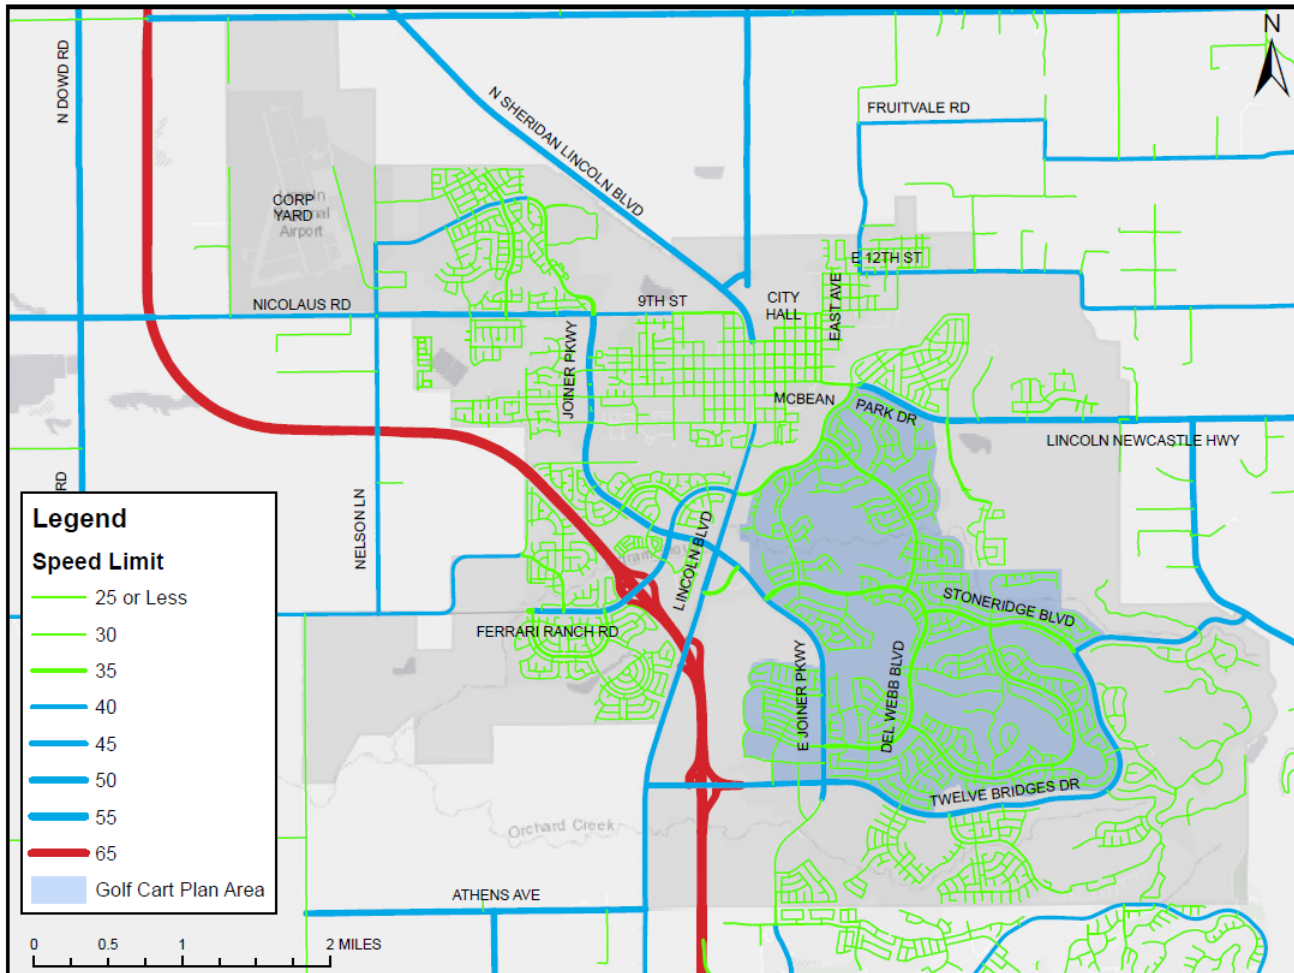 N
N DOWD RD
N SHERIDAN LINCOLN BLVD
FRUITVALE RD
CORP
YARD
Airport
E 12TH ST
NICOLAUS RD
9TH ST
CITY
HALL
EAST AVE
JOINER PKWY
MCBEAN
PARK DR
LINCOLN NEWCASTLE HWY
RD
NELSON LN
LINCOLN BLVD
STONERIDGE BLVD
FERRARI RANCH RD
E JOINER PKWY
DEL WEBB BLVD
TWELVE BRIDGES DR
Orchard Creek
ATHENS AVE
Legend
Speed Limit
25 or Less
30
35
40
45
50
55
65
Golf Cart Plan Area
0 0.5 1 2 MILES